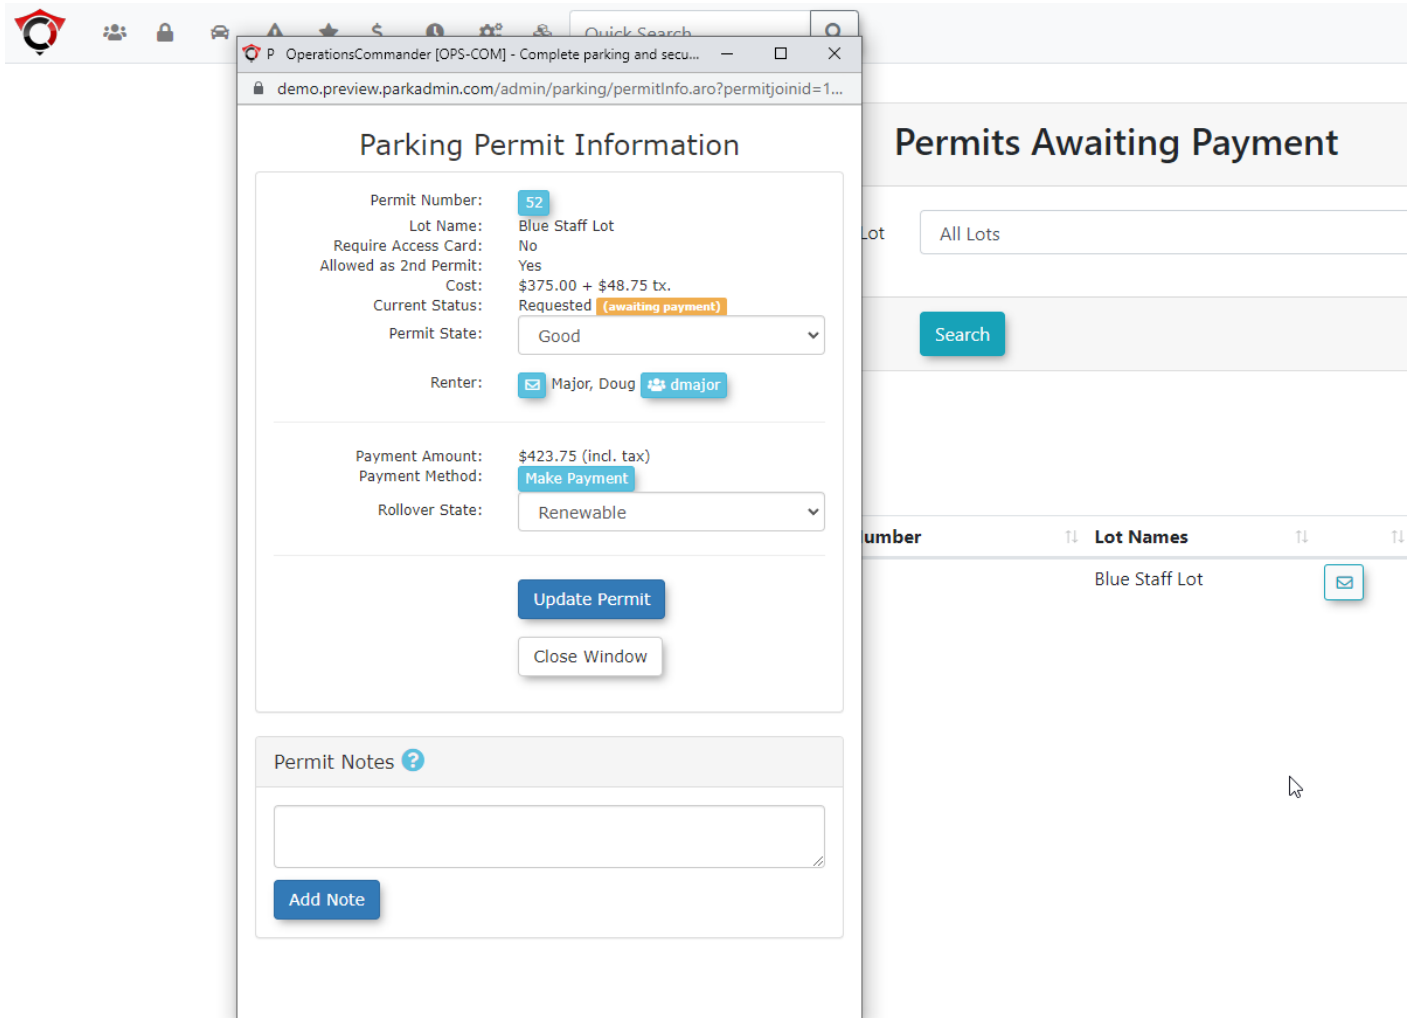 Quick Search
P OperationsCommander [OPS-COM] - Complete parking and secu...
demo.preview.parkadmin.com/admin/parking/permitInfo.aro?permitjoinid=1...
Parking Permit Information
Permit Number: 52
Lot Name: Blue Staff Lot
Require Access Card: No
Allowed as 2nd Permit: Yes
Cost: $375.00 + $48.75 tx.
Current Status: Requested (awaiting payment)
Permit State: Good
Renter: Major, Doug dmajor
Payment Amount: $423.75 (incl. tax)
Payment Method: Make Payment
Rollover State: Renewable
Update Permit
Close Window
Permit Notes ?
Add Note
Permits Awaiting Payment
Lot All Lots
Search
umber Lot Names
Blue Staff Lot